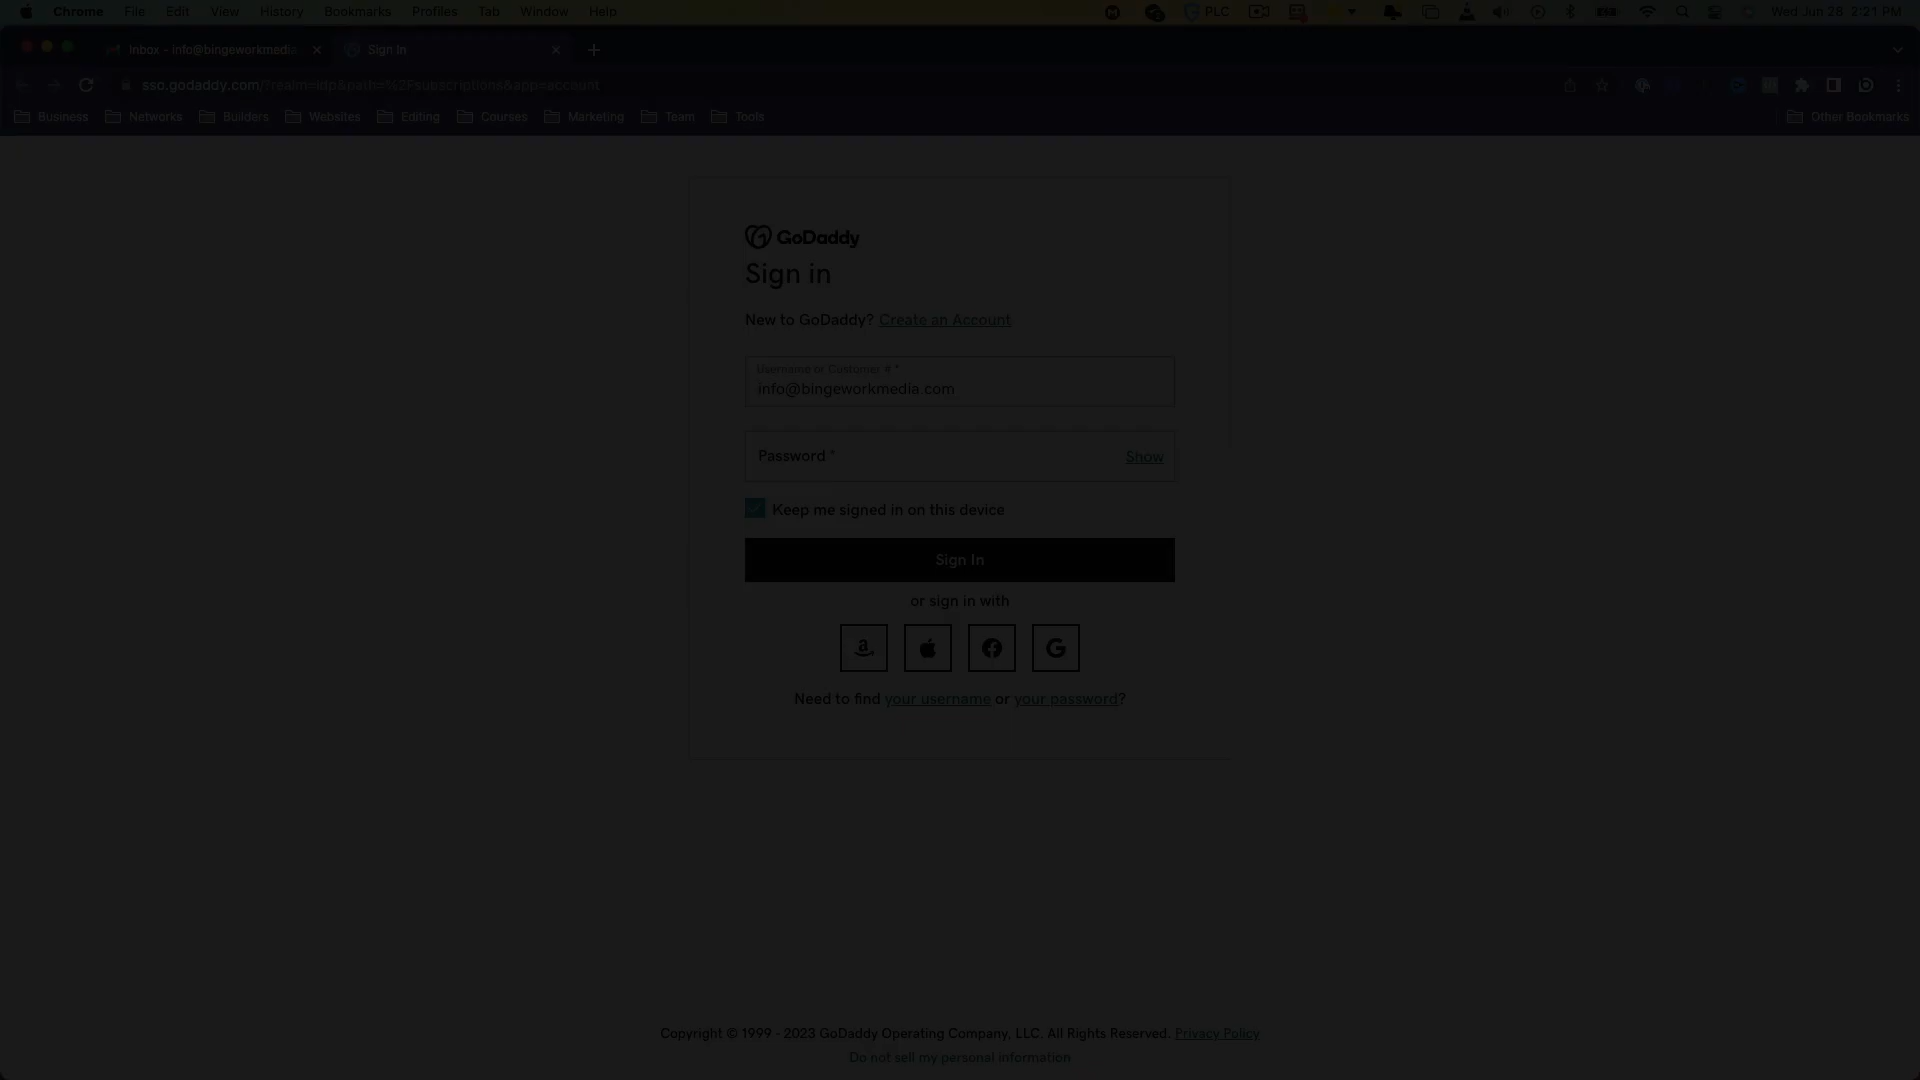 Chrome File Edit View History Bookmarks Profiles Tab Window Help PLC Wed Jun 28 2:21 PM
Inbox - info@bingeworkmedia Sign In
sso.godaddy.com/?realm=idp&path=%2Fsubscriptions&app=account
Business Networks Builders Websites Editing Courses Marketing Team Tools Other Bookmarks
GoDaddy
Sign in
New to GoDaddy? Create an Account
Username or Customer # *
info@bingeworkmedia.com
Password * Show
Keep me signed in on this device
Sign In
or sign in with
Need to find your username or your password?
Copyright © 1999 - 2023 GoDaddy Operating Company, LLC. All Rights Reserved. Privacy Policy
Do not sell my personal information